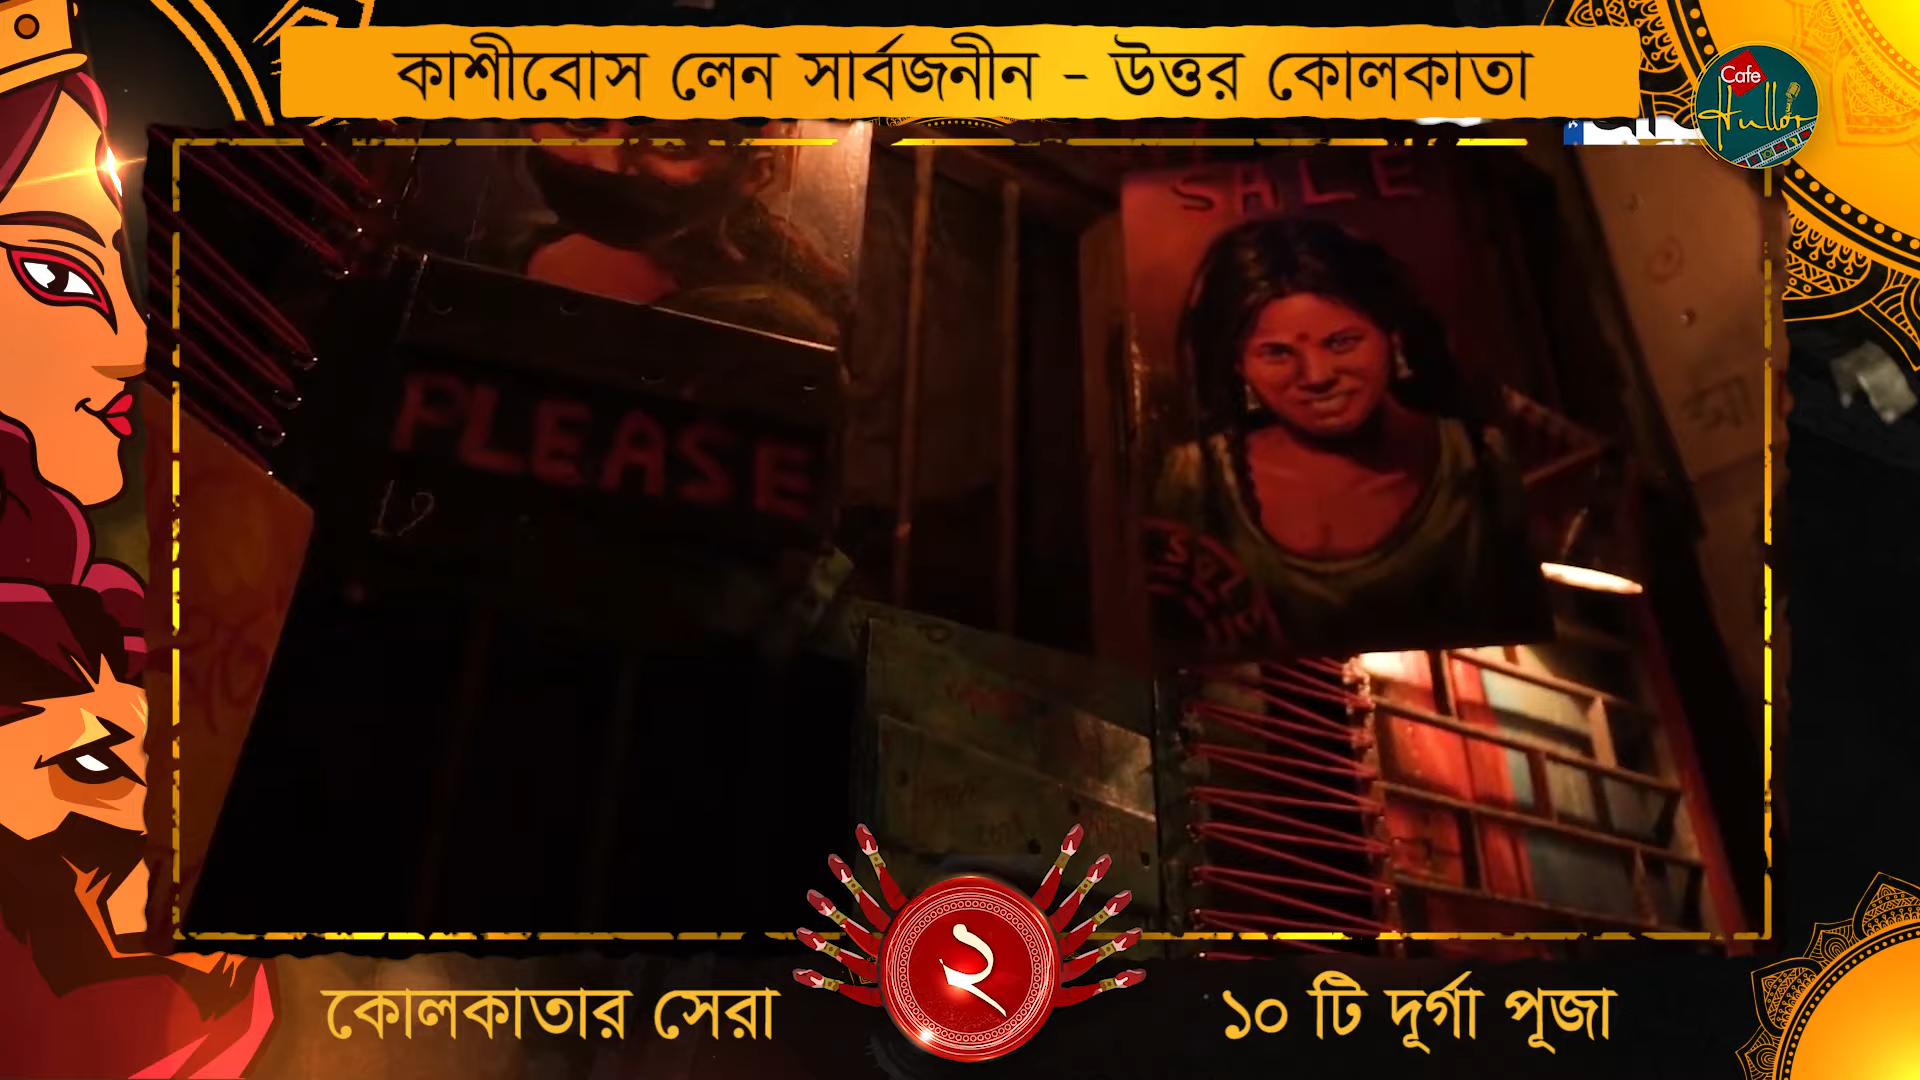 কাশীবোস লেন সার্বজনীন - উত্তর কোলকাতা
Cafe
Hullor
SALE
PLEASE
২
কোলকাতার সেরা
১০ টি দূর্গা পূজা